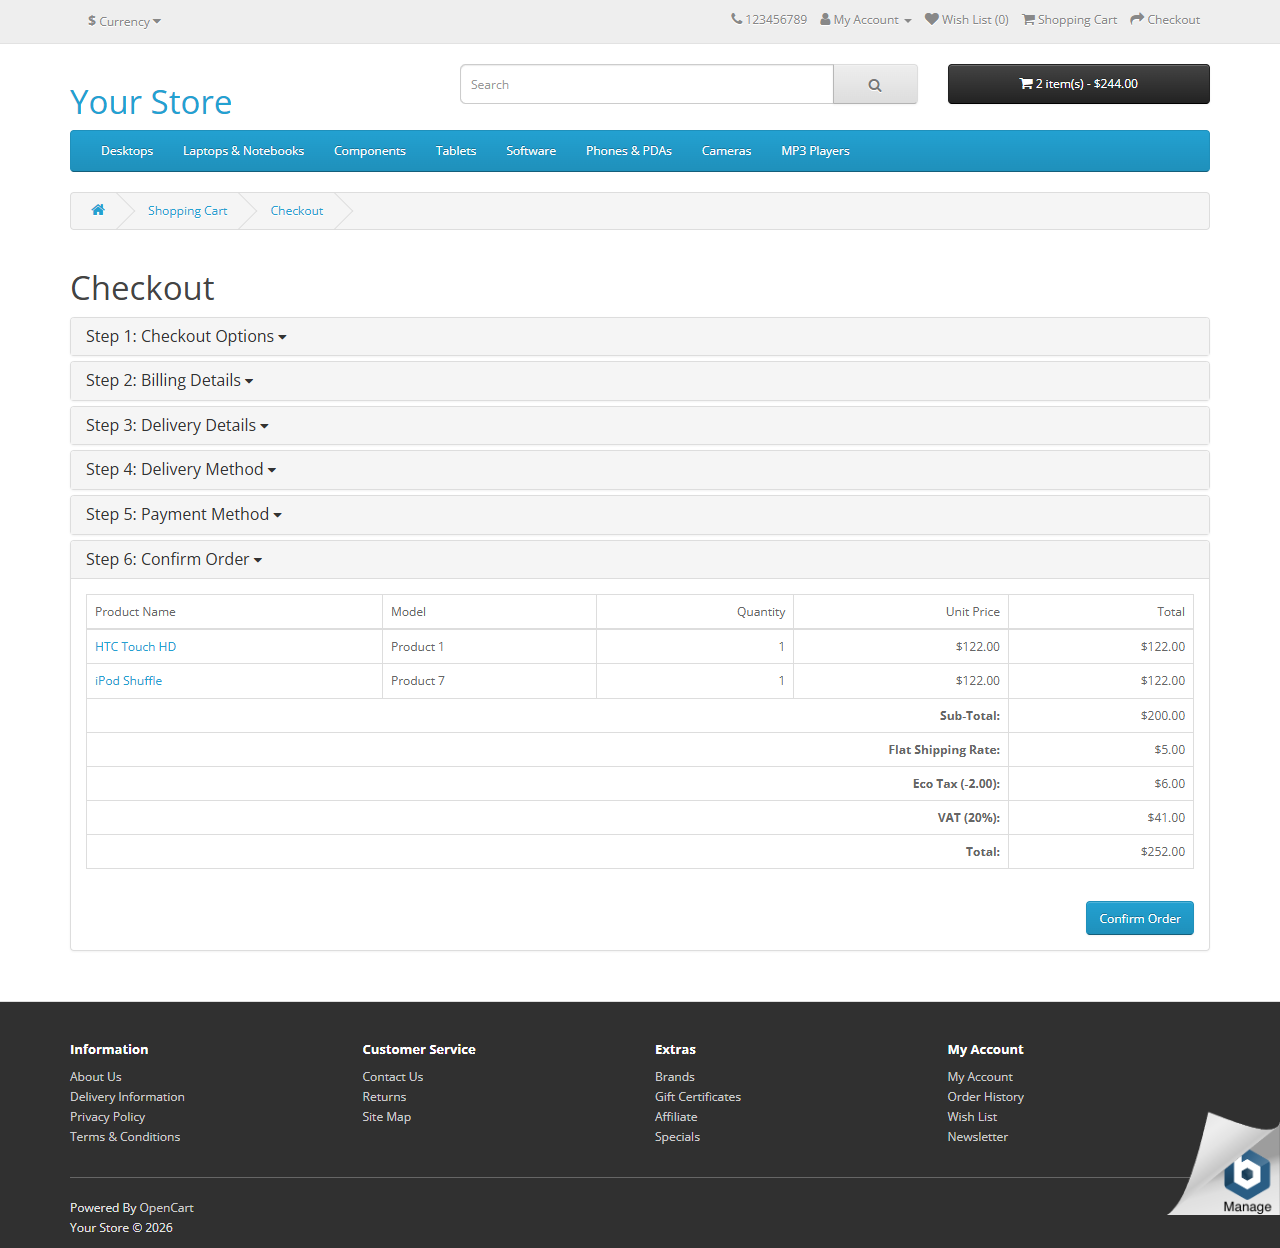 $ Currency
123456789 My Account Wish List (0) Shopping Cart Checkout
Your Store
Search
2 item(s) - $244.00
Desktops Laptops & Notebooks Components Tablets Software Phones & PDAs Cameras MP3 Players
Shopping Cart Checkout
Checkout
Step 1: Checkout Options
Step 2: Billing Details
Step 3: Delivery Details
Step 4: Delivery Method
Step 5: Payment Method
Step 6: Confirm Order
Product Name Model Quantity Unit Price Total
HTC Touch HD Product 1 1 $122.00 $122.00
iPod Shuffle Product 7 1 $122.00 $122.00
Sub-Total: $200.00
Flat Shipping Rate: $5.00
Eco Tax (-2.00): $6.00
VAT (20%): $41.00
Total: $252.00
Confirm Order
Information Customer Service Extras My Account
About Us Contact Us Brands My Account
Delivery Information Returns Gift Certificates Order History
Privacy Policy Site Map Affiliate Wish List
Terms & Conditions Specials Newsletter
Manage
Powered By OpenCart
Your Store © 2026